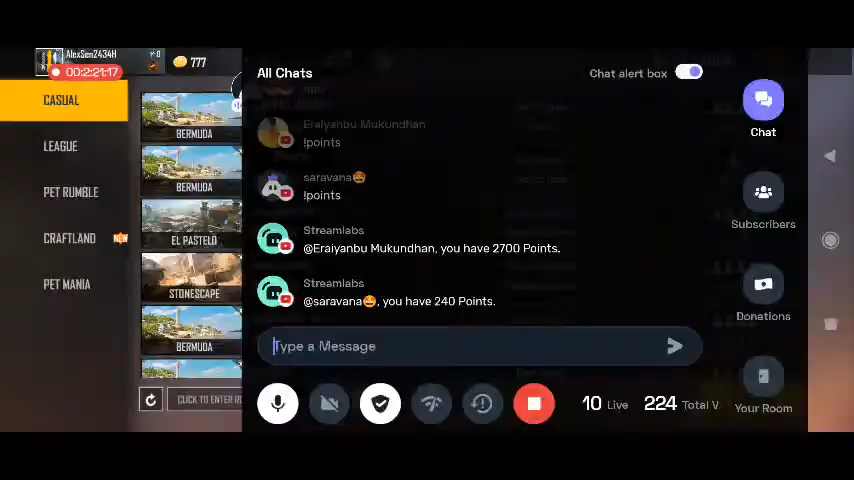 AlexSen2434H
777
00:2:21:17
CASUAL
LEAGUE
PET RUMBLE
CRAFTLAND NEW
PET MANIA
BERMUDA
BERMUDA
EL PASTELO
STONESCAPE
BERMUDA
CLICK TO ENTER
All Chats
Chat alert box
Eraiyanbu Mukundhan
!points
saravana🤩
!points
Streamlabs
@Eraiyanbu Mukundhan, you have 2700 Points.
Streamlabs
@saravana🤩, you have 240 Points.
Type a Message
10 Live
224 Total V
Chat
Subscribers
Donations
Your Room